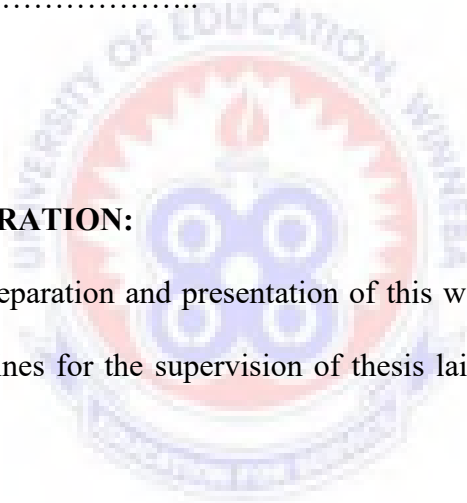 ………………………..
UNIVERSITY OF EDUCATION, WINNEBA
RATION:
eparation and presentation of this w
nes for the supervision of thesis lai